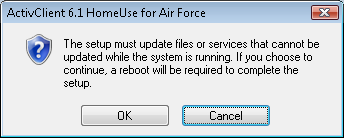 ActivClient 6.1 HomeUse for Air Force
The setup must update files or services that cannot be
updated while the system is running. If you choose to
continue, a reboot will be required to complete the
setup.
OK
Cancel